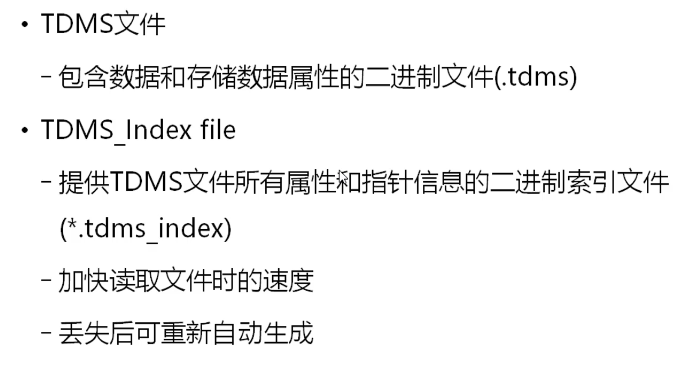 • TDMS文件
– 包含数据和存储数据属性的二进制文件(.tdms)
• TDMS_Index file
– 提供TDMS文件所有属性和指针信息的二进制索引文件
(*.tdms_index)
– 加快读取文件时的速度
– 丢失后可重新自动生成